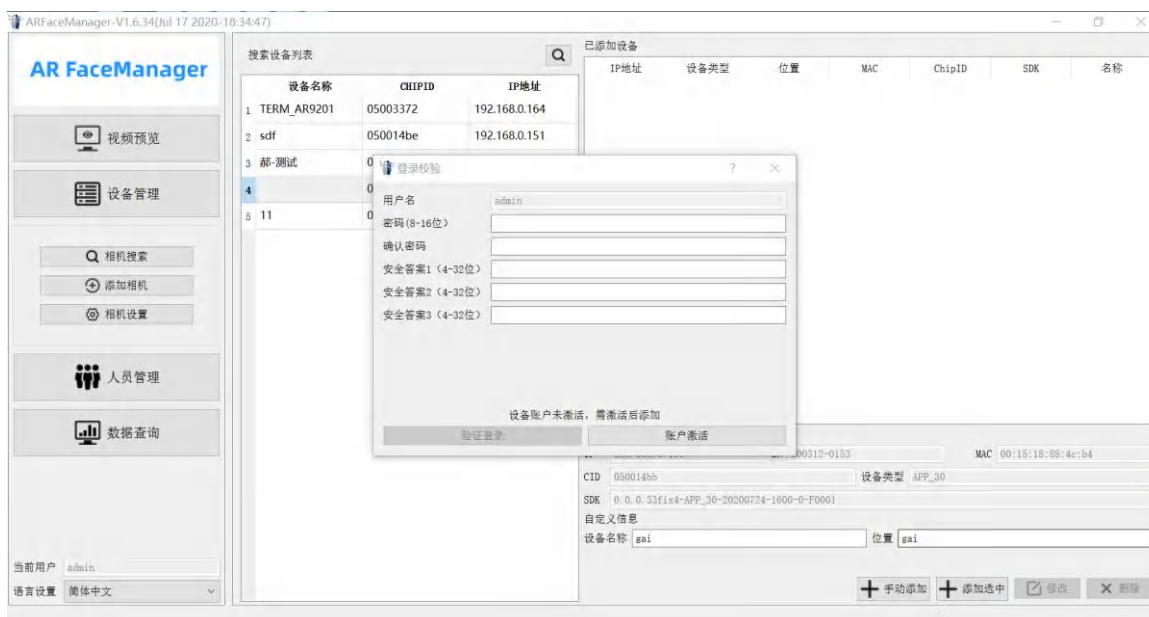 ARFaceManager-V1.6.34(Jul 17 2020-18:34:47)
AR FaceManager
视频预览
设备管理
相机搜索
添加相机
相机设置
人员管理
数据查询
当前用户 admin
语言设置 简体中文
搜索设备列表
设备名称 CHIPID IP地址
1 TERM_AR9201 05003372 192.168.0.164
2 sdf 050014be 192.168.0.151
3 郝-测试 0
4 0
5 11 0
已添加设备
IP地址 设备类型 位置 MAC ChipID SDK 名称
登录校验
用户名 admin
密码(8-16位)
确认密码
安全答案1（4-32位）
安全答案2（4-32位）
安全答案3（4-32位）
设备账户未激活，需激活后添加
验证登录 账户激活
00312-0153 MAC 00:15:18:88:4e:b4
CID 050014bb 设备类型 APP_30
SDK 0.0.0.33fix4-APP_30-20200724-1600-0-F0001
自定义信息
设备名称 gai 位置 gai
手动添加 添加选中 修改 删除